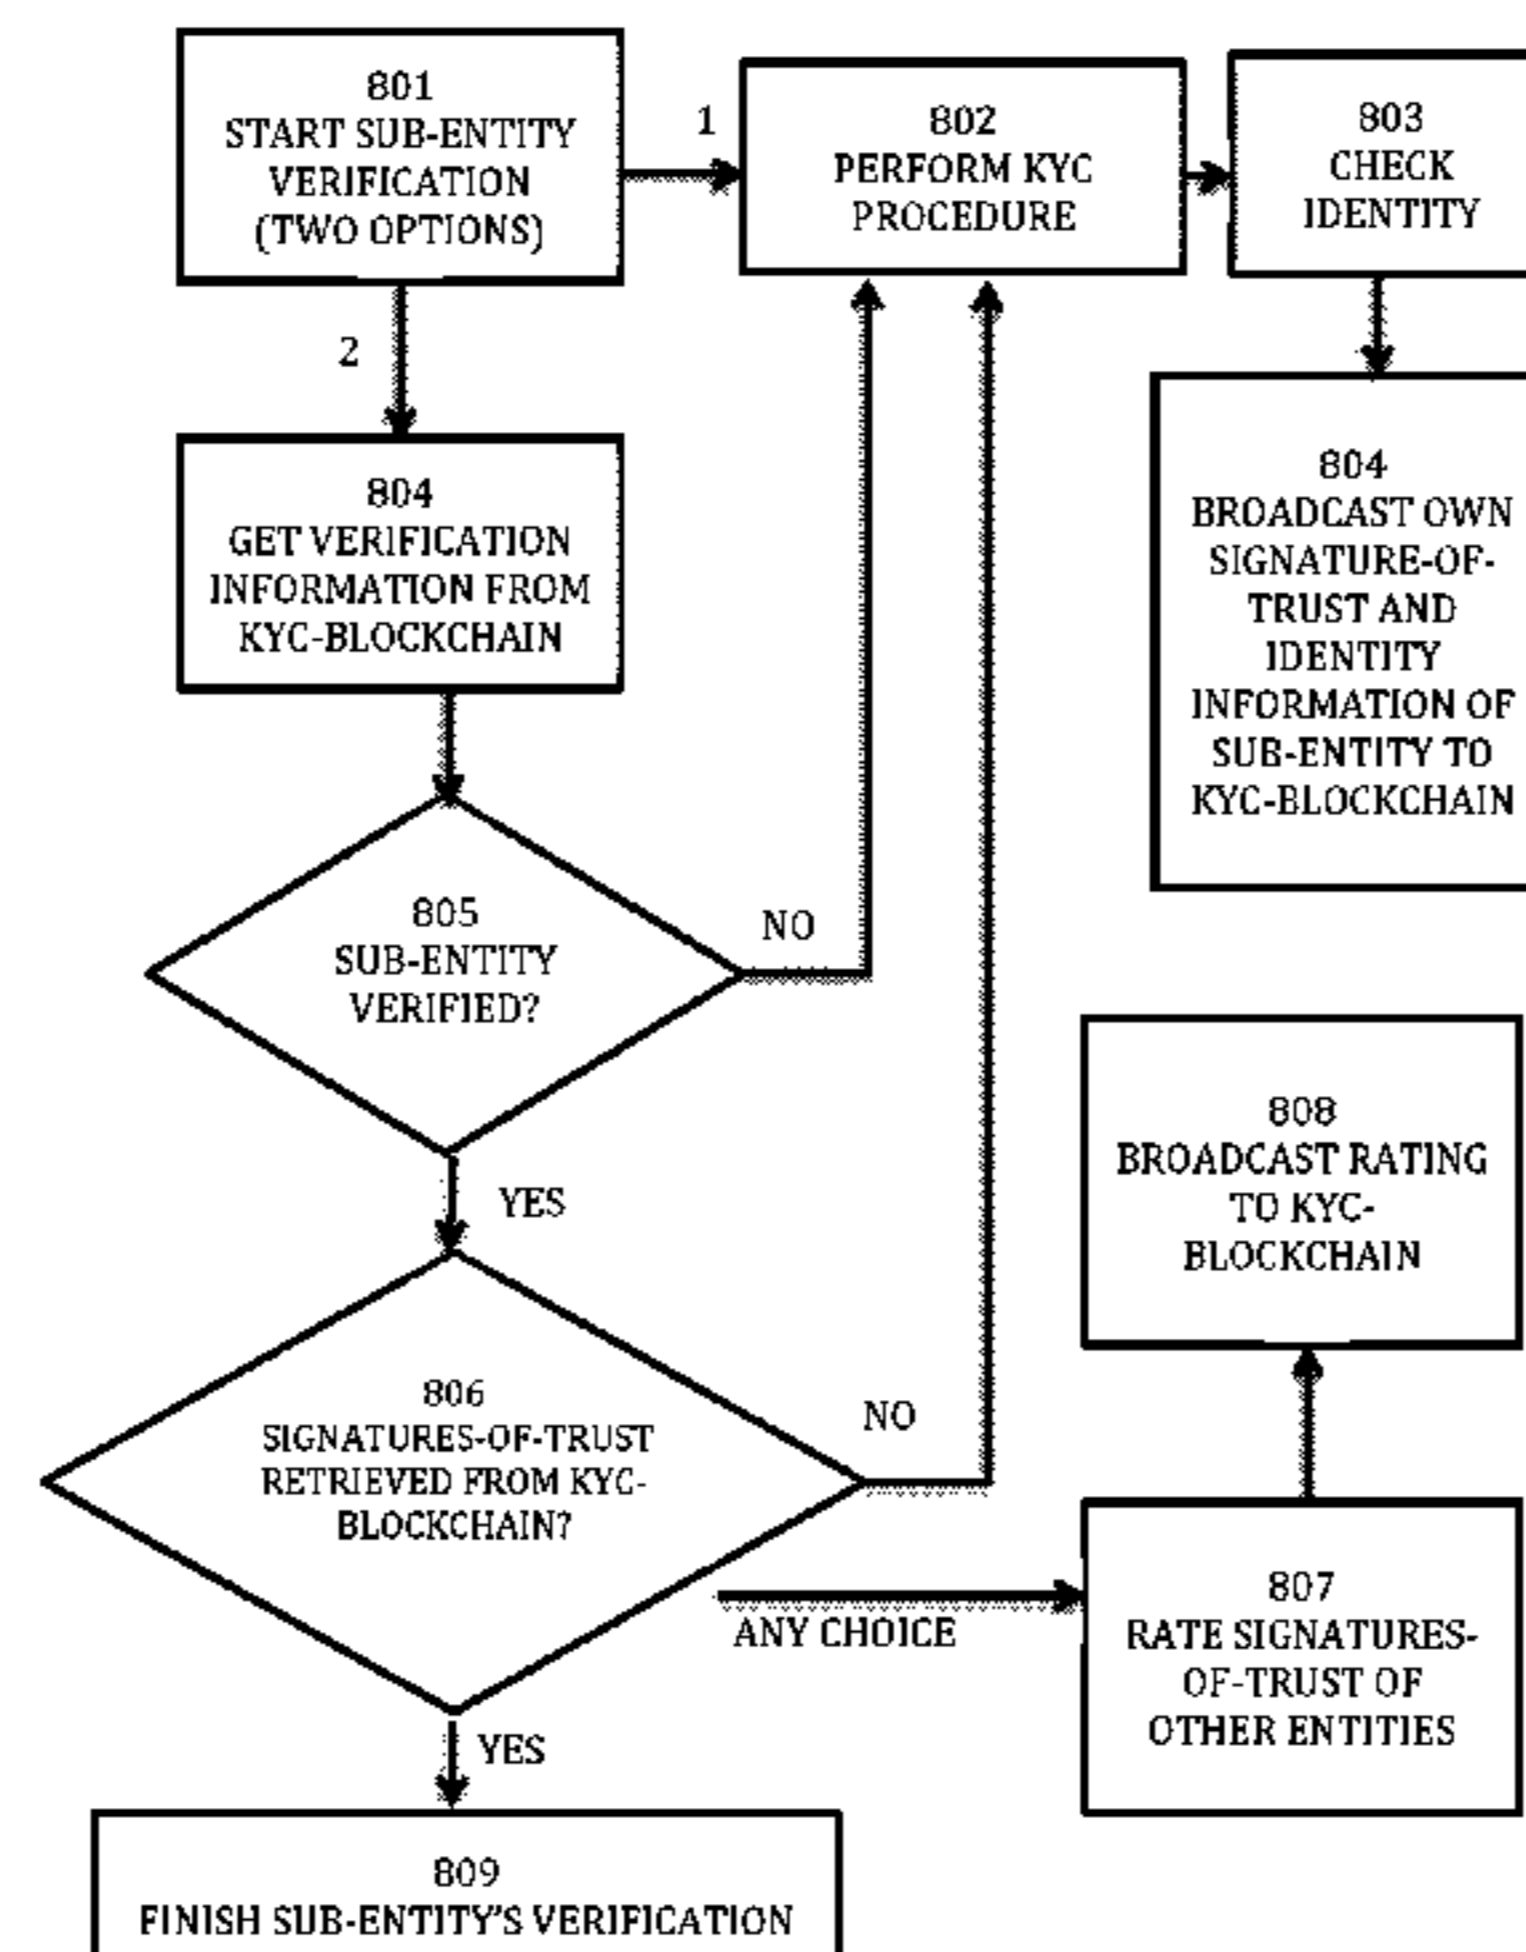 801
START SUB-ENTITY
VERIFICATION
(TWO OPTIONS)
1
802
PERFORM KYC
PROCEDURE
803
CHECK
IDENTITY
2
804
GET VERIFICATION
INFORMATION FROM
KYC-BLOCKCHAIN
804
BROADCAST OWN
SIGNATURE-OF-
TRUST AND
IDENTITY
INFORMATION OF
SUB-ENTITY TO
KYC-BLOCKCHAIN
805
SUB-ENTITY
VERIFIED?
NO
YES
806
SIGNATURES-OF-TRUST
RETRIEVED FROM KYC-
BLOCKCHAIN?
NO
ANY CHOICE
808
BROADCAST RATING
TO KYC-
BLOCKCHAIN
807
RATE SIGNATURES-
OF-TRUST OF
OTHER ENTITIES
YES
809
FINISH SUB-ENTITY'S VERIFICATION